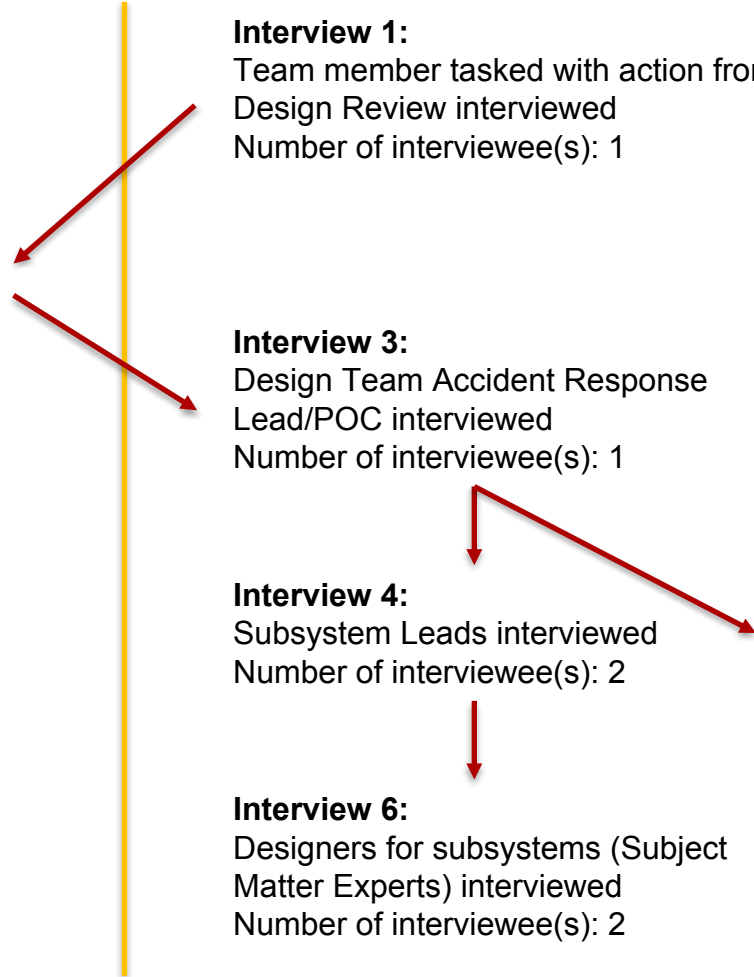 Interview 1:
Team member tasked with action
Design Review interviewed
Number of interviewee(s): 1
Interview 3:
Design Team Accident Response
Lead/POC interviewed
Number of interviewee(s): 1
Interview 4:
Subsystem Leads interviewed
Number of interviewee(s): 2
Interview 6:
Designers for subsystems (Subject
Matter Experts) interviewed
Number of interviewee(s): 2